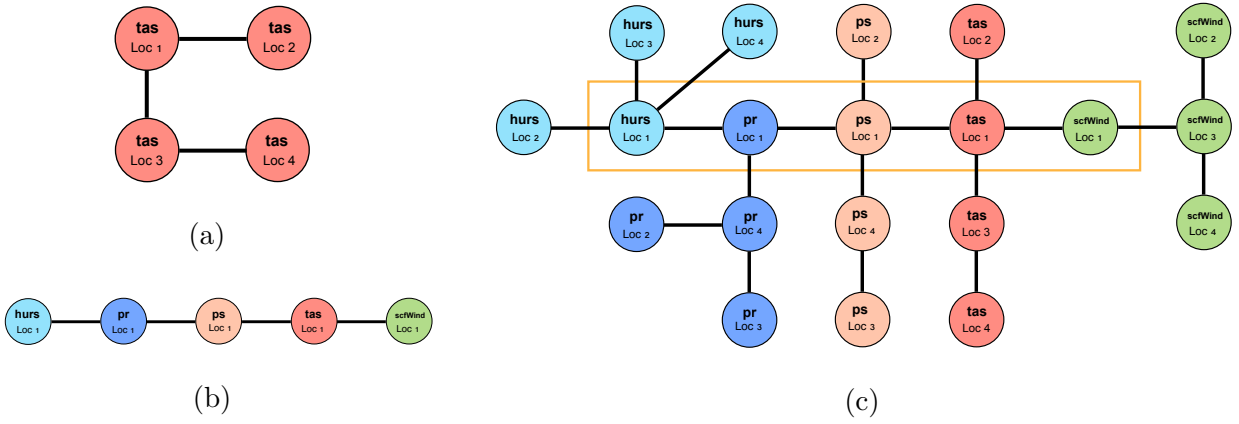 tas
Loc 1
tas
Loc 2
tas
Loc 3
tas
Loc 4
(a)
hurs
Loc 1
pr
Loc 1
ps
Loc 1
tas
Loc 1
scfWind
Loc 1
(b)
hurs
Loc 3
hurs
Loc 4
ps
Loc 2
tas
Loc 2
scfWind
Loc 2
hurs
Loc 2
hurs
Loc 1
pr
Loc 1
ps
Loc 1
tas
Loc 1
scfWind
Loc 1
scfWind
Loc 3
pr
Loc 2
pr
Loc 4
ps
Loc 4
tas
Loc 3
scfWind
Loc 4
pr
Loc 3
ps
Loc 3
tas
Loc 4
(c)